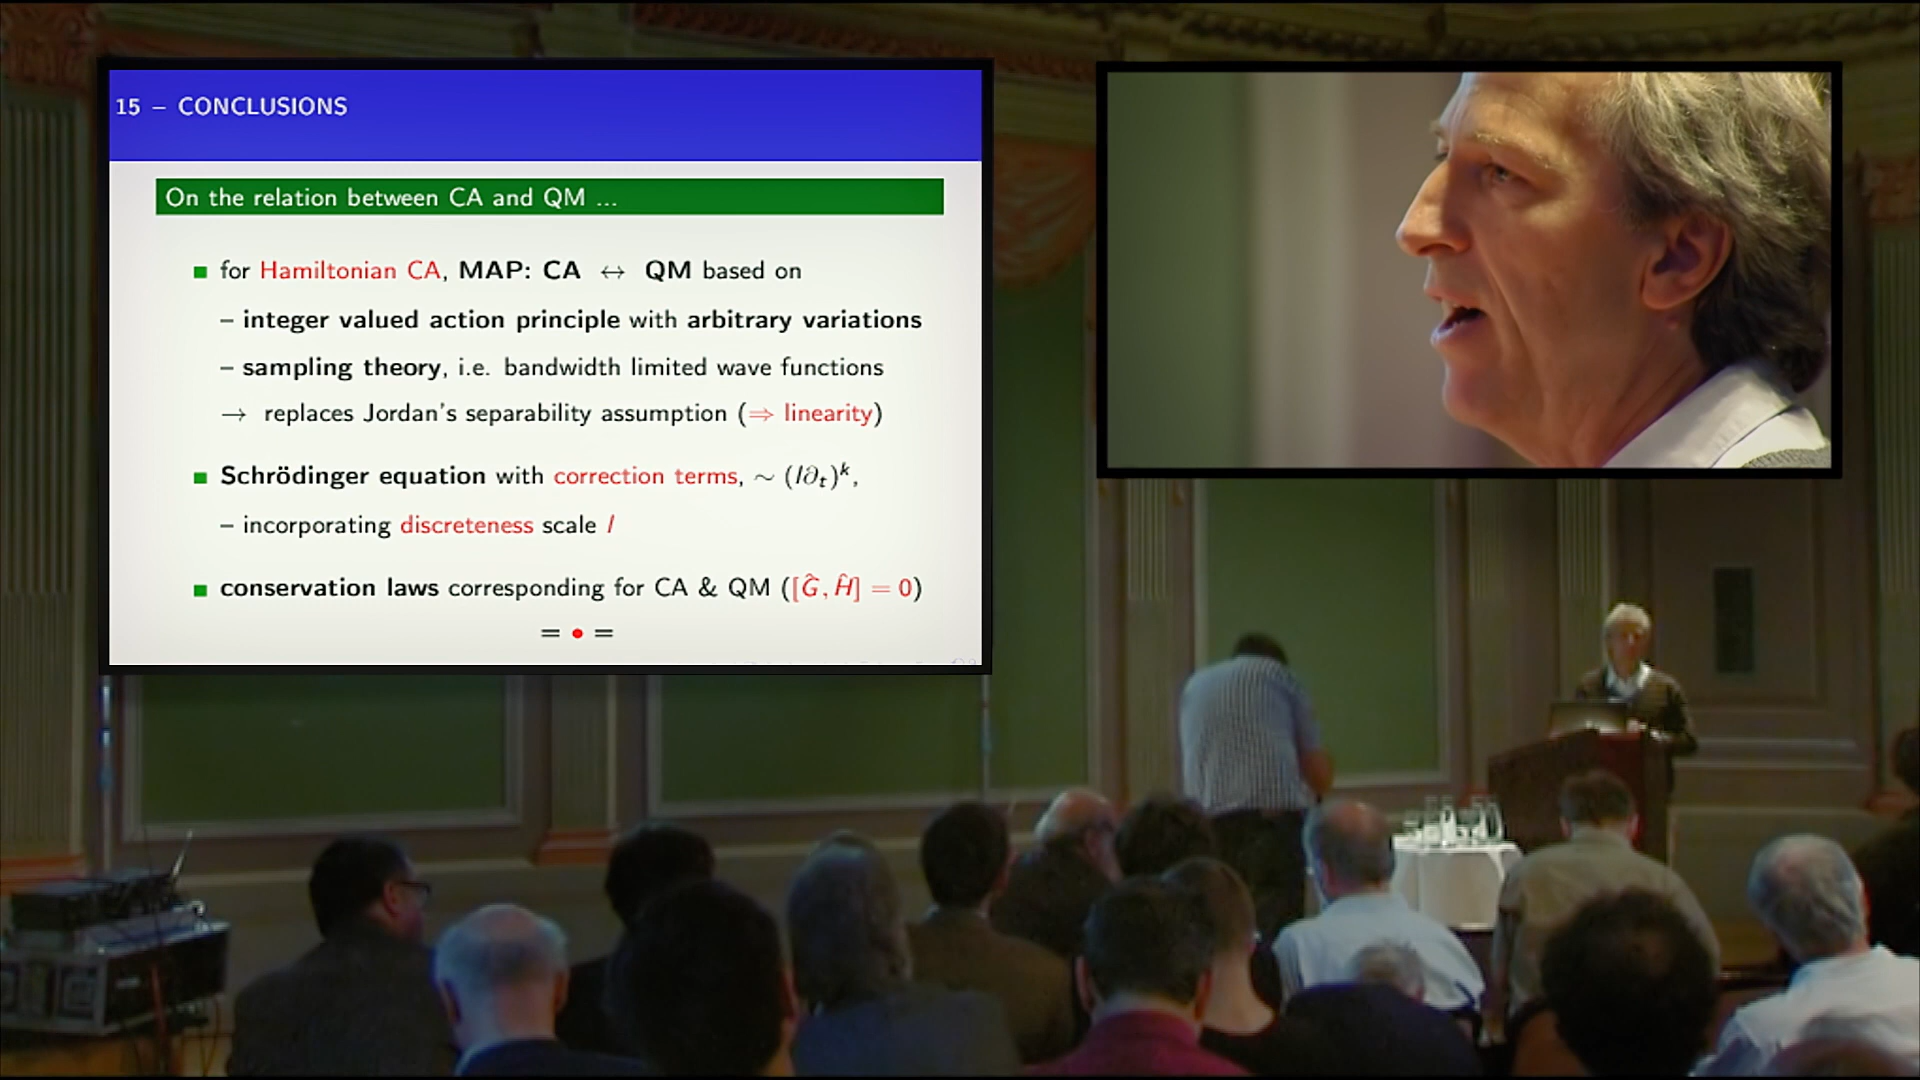 15 – CONCLUSIONS
On the relation between CA and QM ...
for Hamiltonian CA, MAP: CA ↔ QM based on
– integer valued action principle with arbitrary variations
– sampling theory, i.e. bandwidth limited wave functions
→ replaces Jordan's separability assumption (⇒ linearity)
Schrödinger equation with correction terms, ∼ (l∂ₜ)ᵏ,
– incorporating discreteness scale l
conservation laws corresponding for CA & QM ([Ĝ, Ĥ] = 0)
= • =